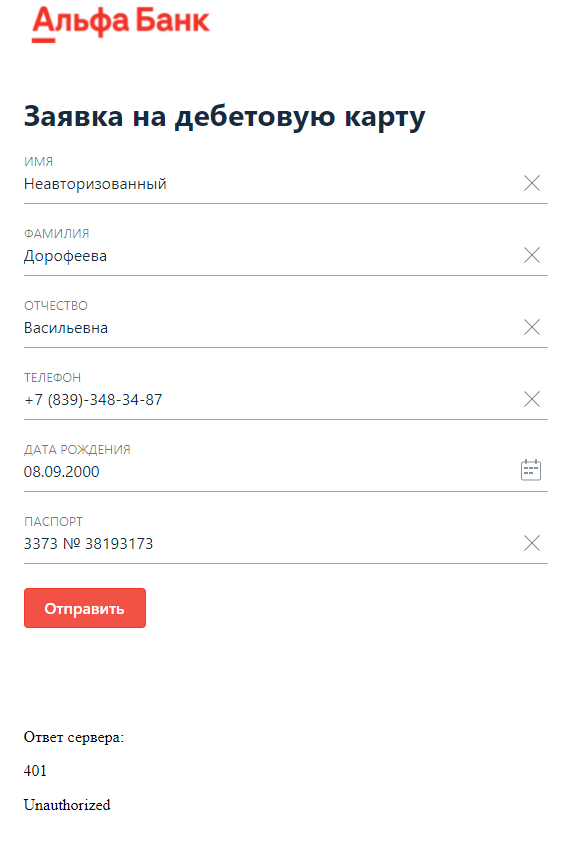 Альфа Банк
Заявка на дебетовую карту
ИМЯ
Неавторизованный
ФАМИЛИЯ
Дорофеева
ОТЧЕСТВО
Васильевна
ТЕЛЕФОН
+7 (839)-348-34-87
ДАТА РОЖДЕНИЯ
08.09.2000
ПАСПОРТ
3373 № 38193173
Отправить
Ответ сервера:
401
Unauthorized